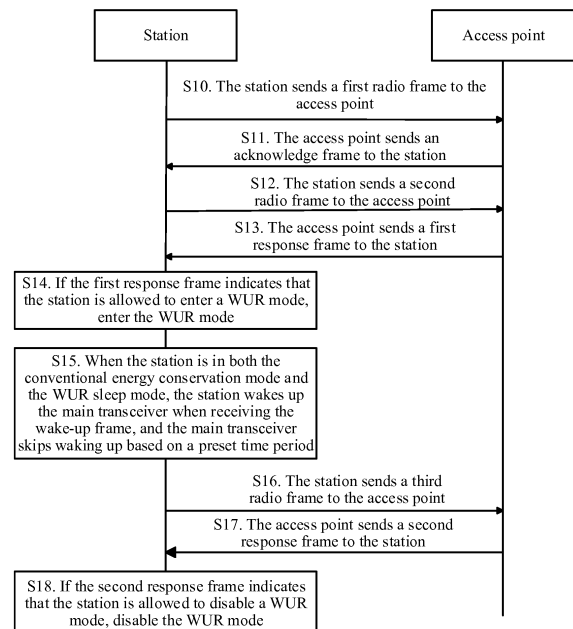 Station
Access point
S10. The station sends a first radio frame to the
access point
S11. The access point sends an
acknowledge frame to the station
S12. The station sends a second
radio frame to the access point
S13. The access point sends a first
response frame to the station
S14. If the first response frame indicates that
the station is allowed to enter a WUR mode,
enter the WUR mode
S15. When the station is in both the
conventional energy conservation mode and
the WUR sleep mode, the station wakes up
the main transceiver when receiving the
wake-up frame, and the main transceiver
skips waking up based on a preset time period
S16. The station sends a third
radio frame to the access point
S17. The access point sends a second
response frame to the station
S18. If the second response frame indicates
that the station is allowed to disable a WUR
mode, disable the WUR mode